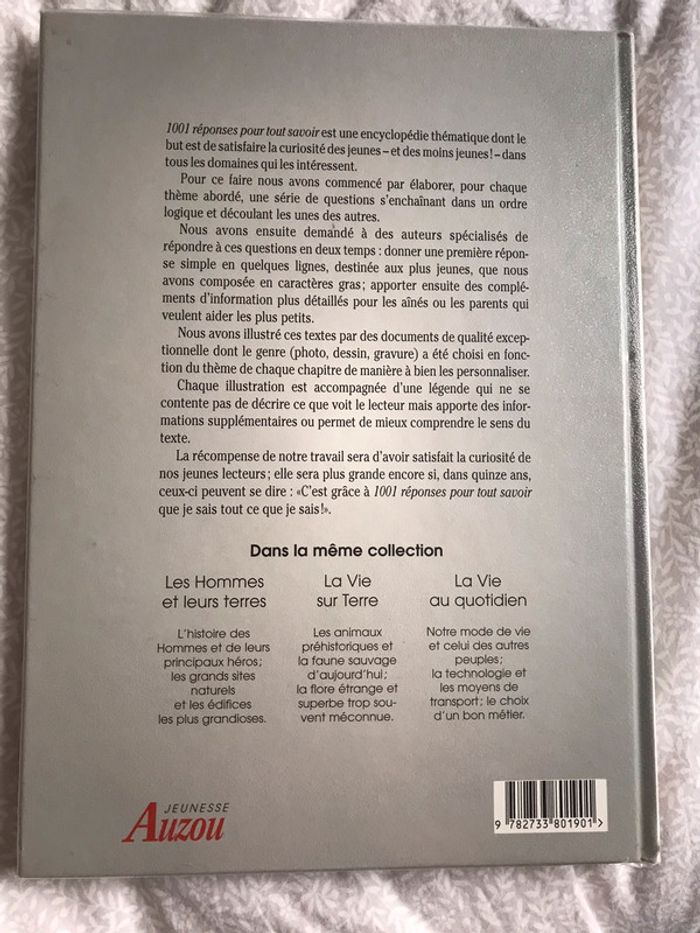 1001 réponses pour tout savoir est une encyclopédie thématique dont le
but est de satisfaire la curiosité des jeunes – et des moins jeunes! – dans
tous les domaines qui les intéressent.
Pour ce faire nous avons commencé par élaborer, pour chaque
thème abordé, une série de questions s'enchaînant dans un ordre
logique et découlant les unes des autres.
Nous avons ensuite demandé à des auteurs spécialisés de
répondre à ces questions en deux temps : donner une première répon-
se simple en quelques lignes, destinée aux plus jeunes, que nous
avons composée en caractères gras; apporter ensuite des complé-
ments d'information plus détaillés pour les aînés ou les parents qui
veulent aider les plus petits.
Nous avons illustré ces textes par des documents de qualité excep-
tionnelle dont le genre (photo, dessin, gravure) a été choisi en fonc-
tion du thème de chaque chapitre de manière à bien les personnaliser.
Chaque illustration est accompagnée d'une légende qui ne se
contente pas de décrire ce que voit le lecteur mais apporte des infor-
mations supplémentaires ou permet de mieux comprendre le sens du
texte.
La récompense de notre travail sera d'avoir satisfait la curiosité de
nos jeunes lecteurs; elle sera plus grande encore si, dans quinze ans,
ceux-ci peuvent se dire : «C'est grâce à 1001 réponses pour tout savoir
que je sais tout ce que je sais!».
Dans la même collection
Les Hommes
et leurs terres
L'histoire des
Hommes et de leurs
principaux héros;
les grands sites
naturels
et les édifices
les plus grandioses.
La Vie
sur Terre
Les animaux
préhistoriques et
la faune sauvage
d'aujourd'hui;
la flore étrange et
superbe trop sou-
vent méconnue.
La Vie
au quotidien
Notre mode de vie
et celui des autres
peuples;
la technologie et
les moyens de
transport; le choix
d'un bon métier.
JEUNESSE
Auzou
9 782733 801901 >